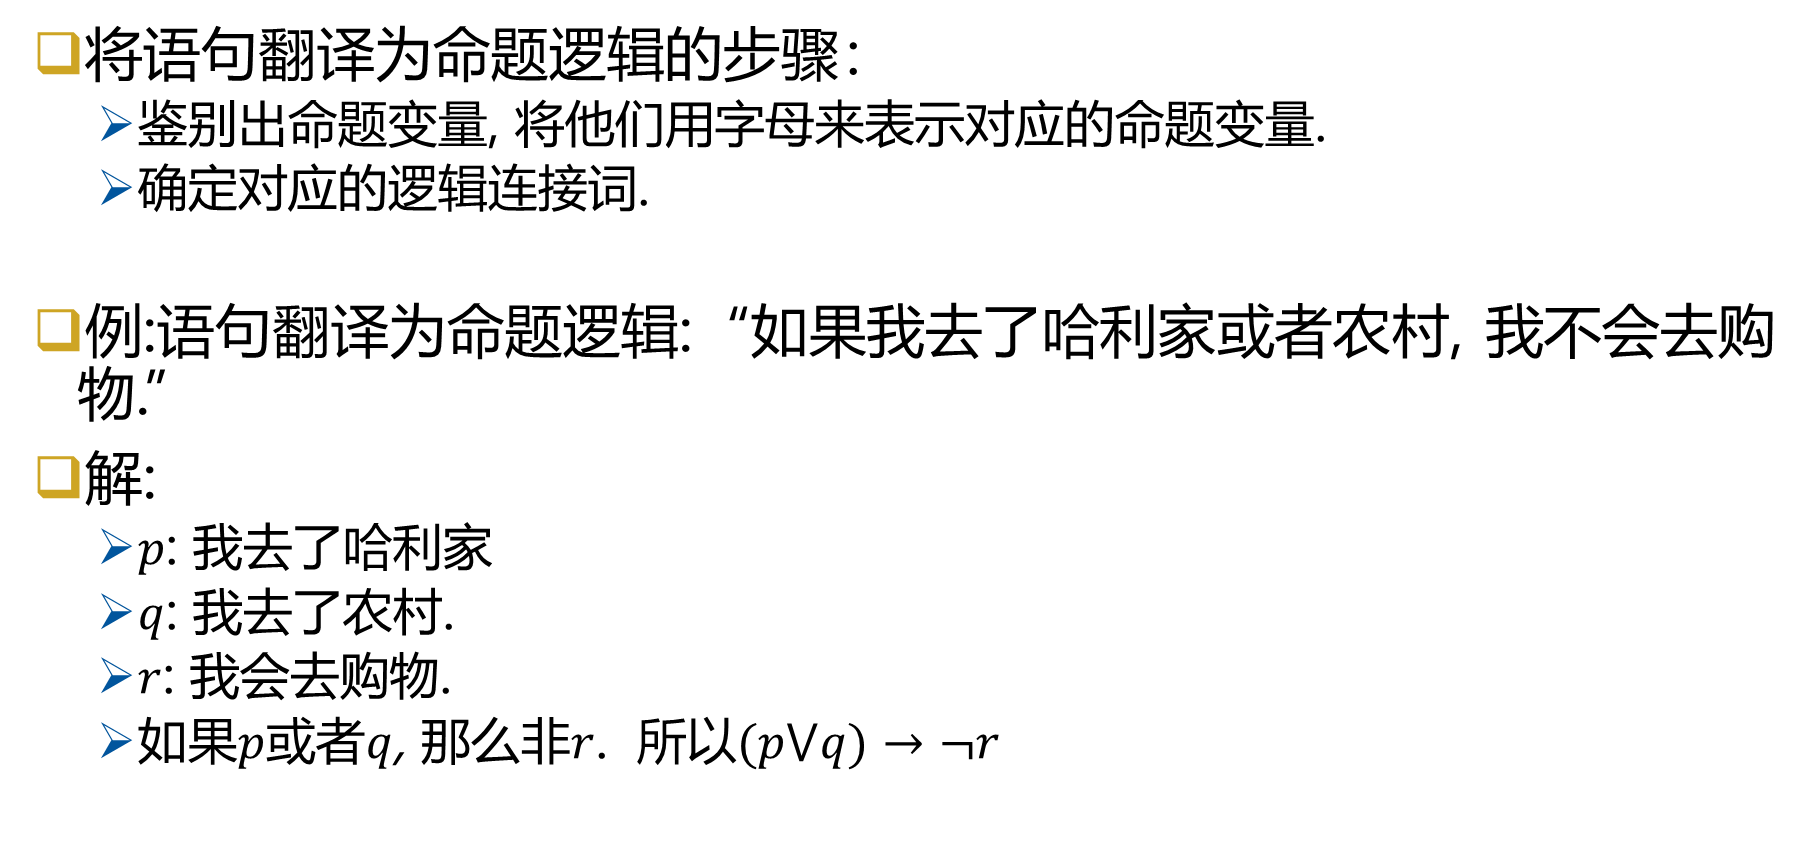 将语句翻译为命题逻辑的步骤：
鉴别出命题变量, 将他们用字母来表示对应的命题变量.
确定对应的逻辑连接词.
例:语句翻译为命题逻辑: “如果我去了哈利家或者农村, 我不会去购
物.”
解:
p: 我去了哈利家
q: 我去了农村.
r: 我会去购物.
如果p或者q, 那么非r. 所以(p∨q) → ¬r